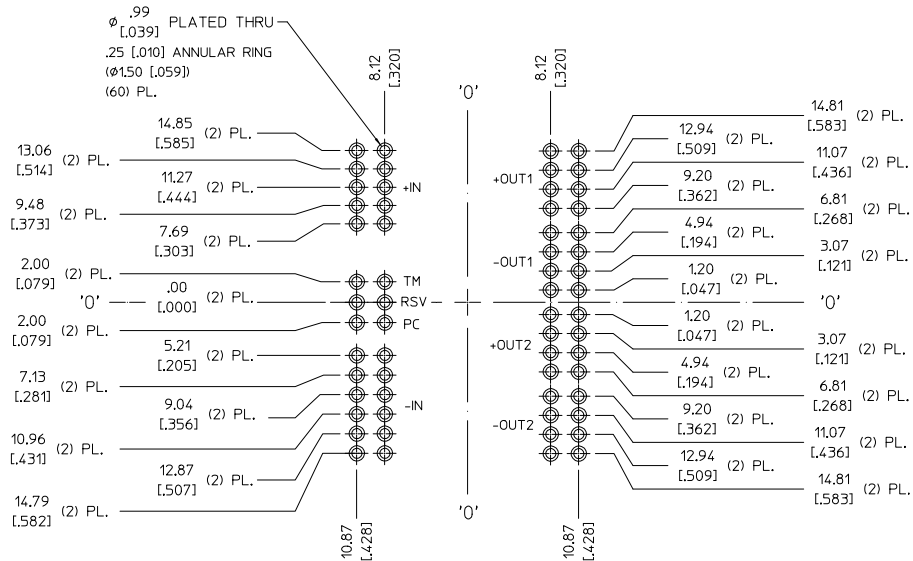 ø .99 PLATED THRU
[.039]
.25 [.010] ANNULAR RING
(ø1.50 [.059])
(60) PL.
8.12
[.320]
'0'
8.12
[.320]
14.85
[.585] (2) PL.
13.06
[.514] (2) PL.
11.27
[.444] (2) PL.
9.48
[.373] (2) PL.
7.69
[.303] (2) PL.
2.00
[.079] (2) PL.
'0'
.00
[.000] (2) PL.
2.00
[.079] (2) PL.
5.21
[.205] (2) PL.
7.13
[.281] (2) PL.
9.04
[.356] (2) PL.
10.96
[.431] (2) PL.
12.87
[.507] (2) PL.
14.79
[.582] (2) PL.
+IN
TM
RSV
PC
-IN
10.87
[.428]
'0'
+OUT1
-OUT1
+OUT2
-OUT2
10.87
[.428]
14.81
[.583] (2) PL.
12.94
[.509] (2) PL.
11.07
[.436] (2) PL.
9.20
[.362] (2) PL.
6.81
[.268] (2) PL.
4.94
[.194] (2) PL.
3.07
[.121] (2) PL.
1.20
[.047] (2) PL.
'0'
1.20
[.047] (2) PL.
3.07
[.121] (2) PL.
4.94
[.194] (2) PL.
6.81
[.268] (2) PL.
9.20
[.362] (2) PL.
11.07
[.436] (2) PL.
12.94
[.509] (2) PL.
14.81
[.583] (2) PL.